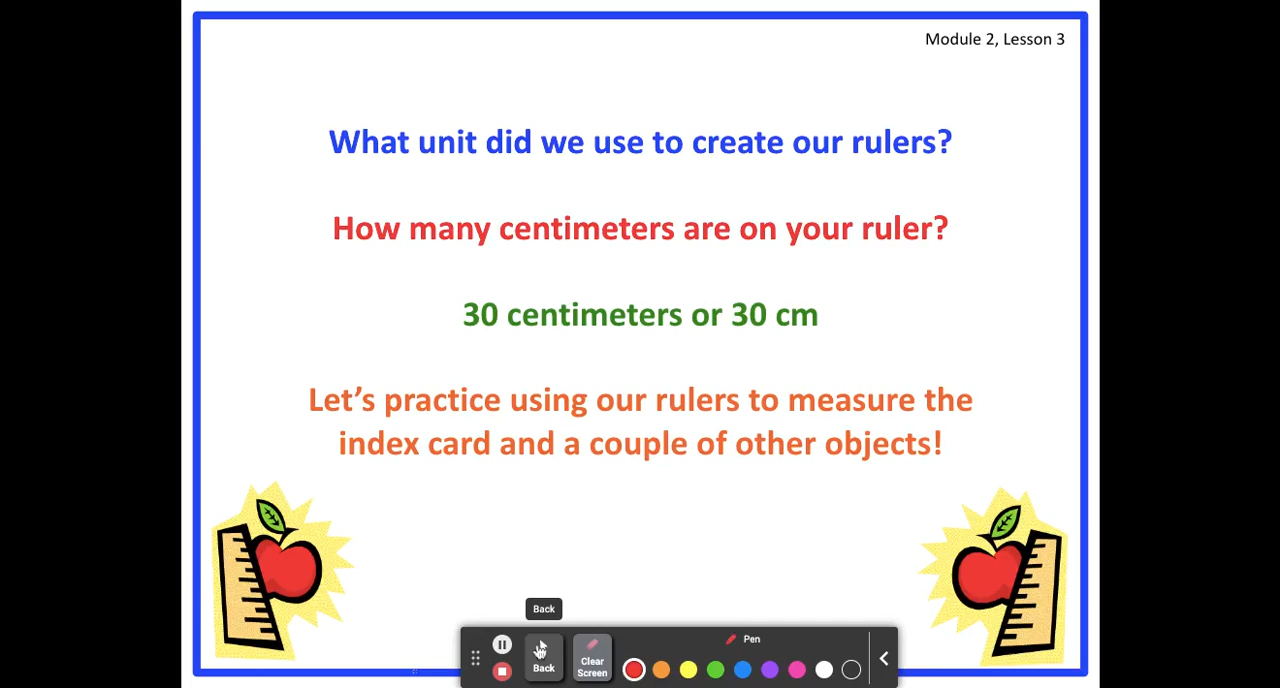 Module 2, Lesson 3
What unit did we use to create our rulers?
How many centimeters are on your ruler?
30 centimeters or 30 cm
Let’s practice using our rulers to measure the
index card and a couple of other objects!
Back
Pen
Back
Clear
Screen